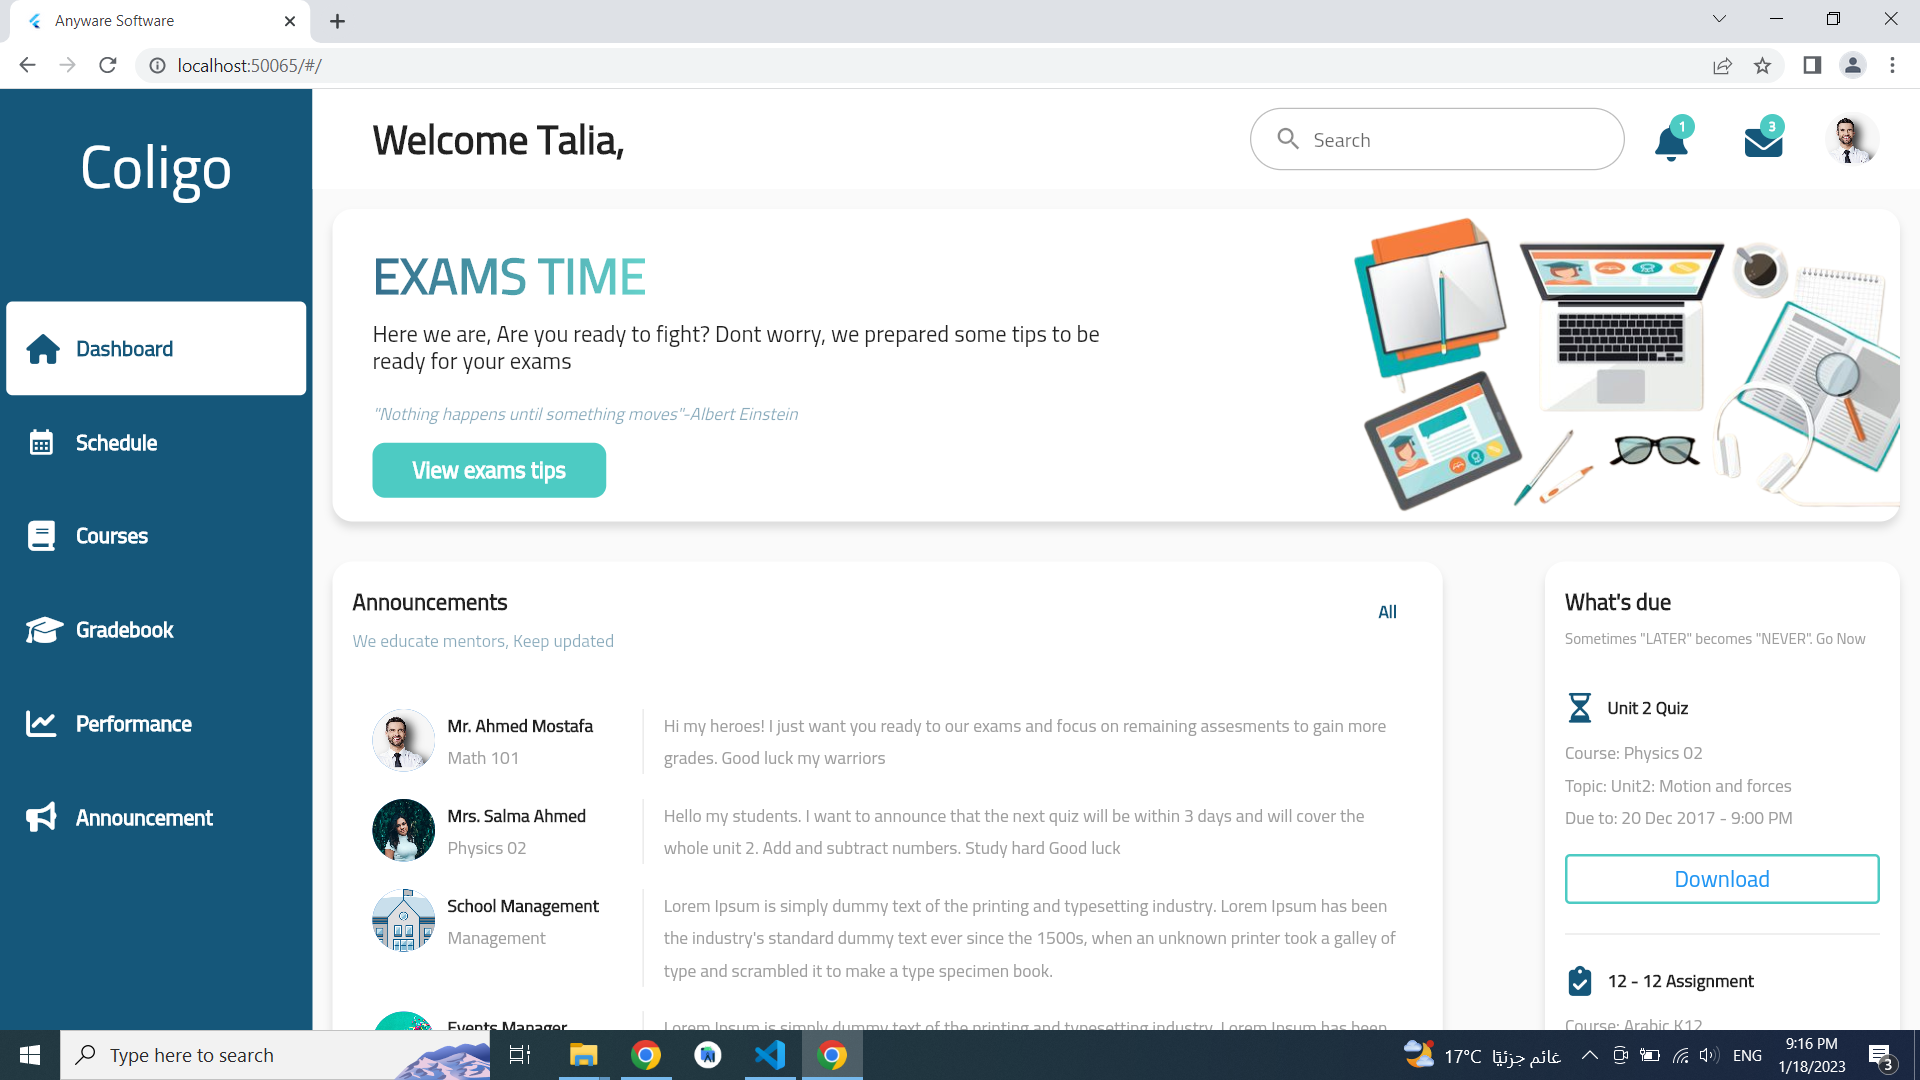 Anyware Software
localhost:50065/#/
Coligo
Welcome Talia,
Search
1
3
Dashboard
Schedule
Courses
Gradebook
Performance
Announcement
EXAMS TIME
Here we are, Are you ready to fight? Dont worry, we prepared some tips to be
ready for your exams
"Nothing happens until something moves"-Albert Einstein
View exams tips
Announcements
All
We educate mentors, Keep updated
Mr. Ahmed Mostafa
Math 101
Hi my heroes! I just want you ready to our exams and focus on remaining assesments to gain more
grades. Good luck my warriors
Mrs. Salma Ahmed
Physics 02
Hello my students. I want to announce that the next quiz will be within 3 days and will cover the
whole unit 2. Add and subtract numbers. Study hard Good luck
School Management
Management
Lorem Ipsum is simply dummy text of the printing and typesetting industry. Lorem Ipsum has been
the industry's standard dummy text ever since the 1500s, when an unknown printer took a galley of
type and scrambled it to make a type specimen book.
Events Manager
Lorem Ipsum is simply dummy text of the printing and typesetting industry. Lorem Ipsum has been
What's due
Sometimes "LATER" becomes "NEVER". Go Now
Unit 2 Quiz
Course: Physics 02
Topic: Unit2: Motion and forces
Due to: 20 Dec 2017 - 9:00 PM
Download
12 - 12 Assignment
Course: Arabic K12
Type here to search
17°C غائم جزئيًا
ENG
9:16 PM
1/18/2023
3